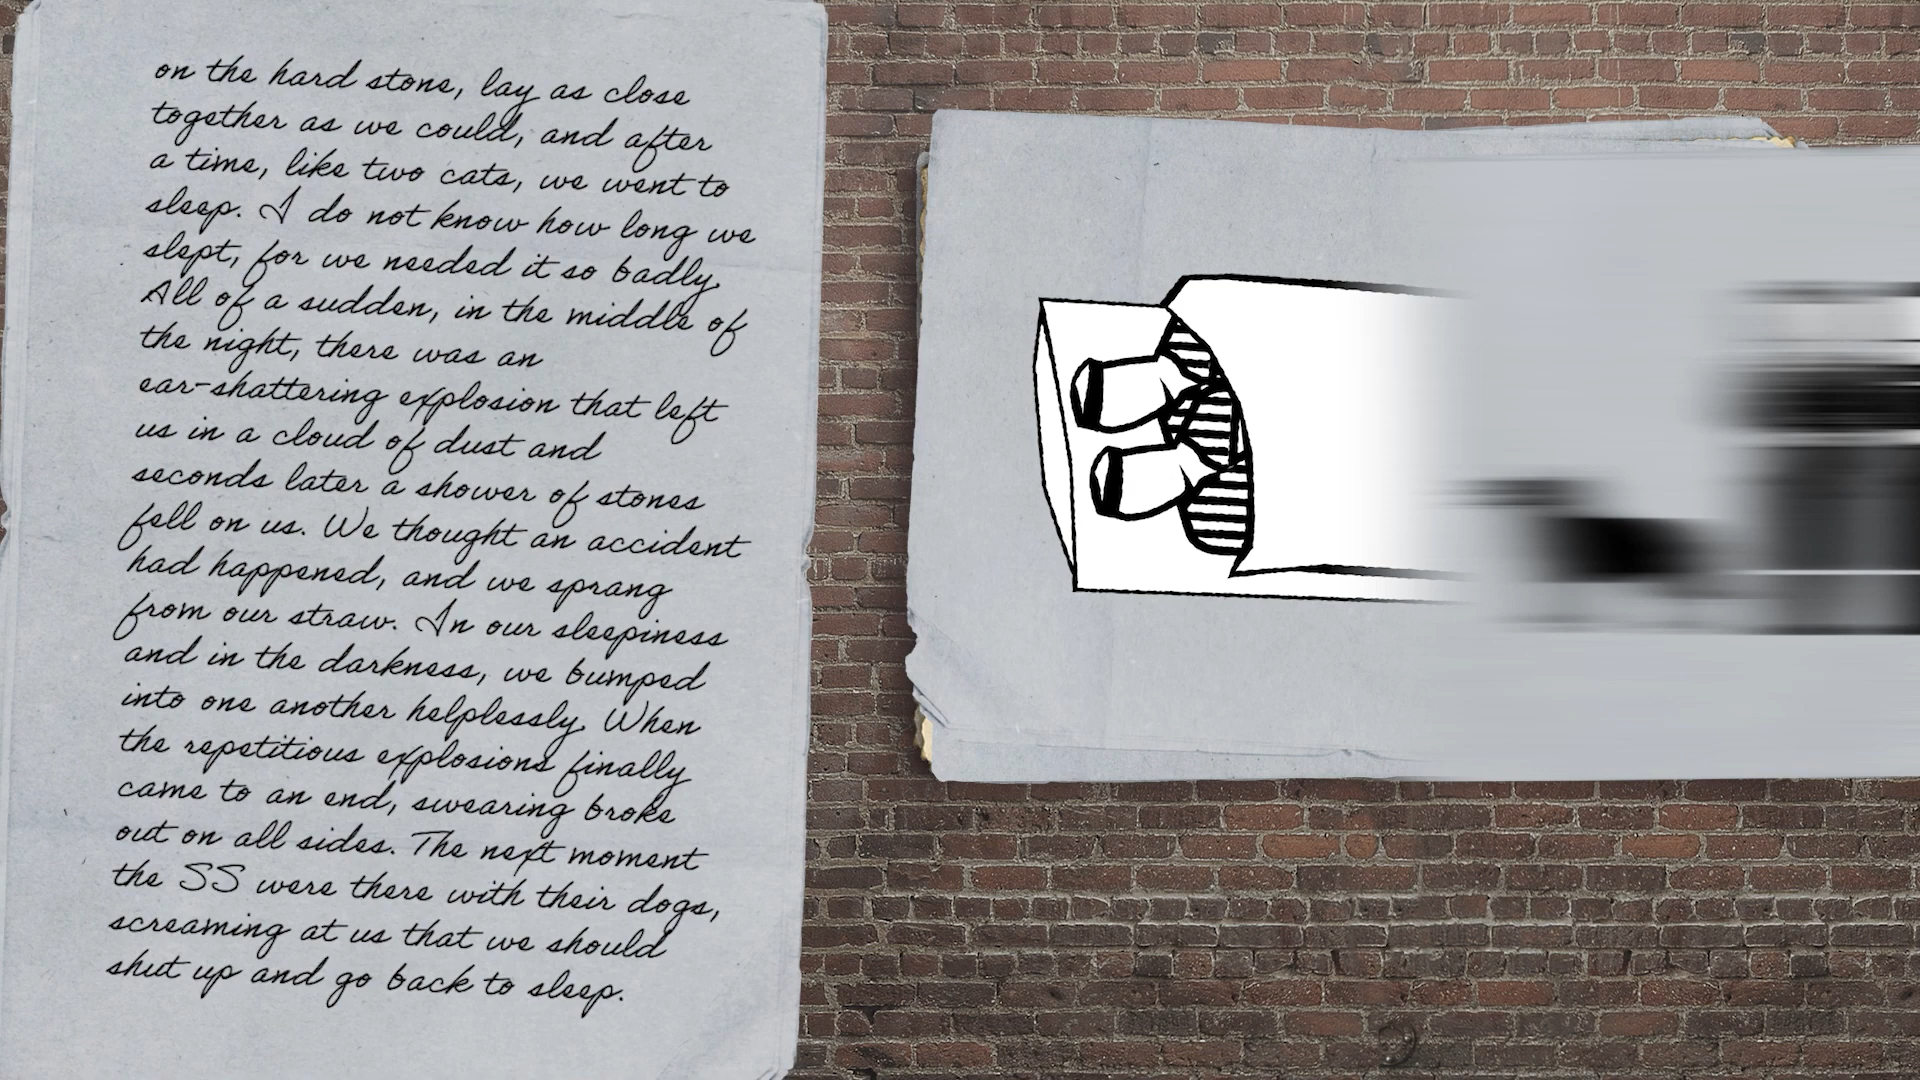 on the hard stone, lay as close
together as we could, and after
a time, like two cats, we went to
sleep. I do not know how long we
slept, for we needed it so badly.
All of a sudden, in the middle of
the night, there was an
ear-shattering explosion that left
us in a cloud of dust and
seconds later a shower of stones
fell on us. We thought an accident
had happened, and we sprang
from our straw. In our sleepiness
and in the darkness, we bumped
into one another helplessly. When
the repetitious explosions finally
came to an end, swearing broke
out on all sides. The next moment
the SS were there with their dogs,
screaming at us that we should
shut up and go back to sleep.